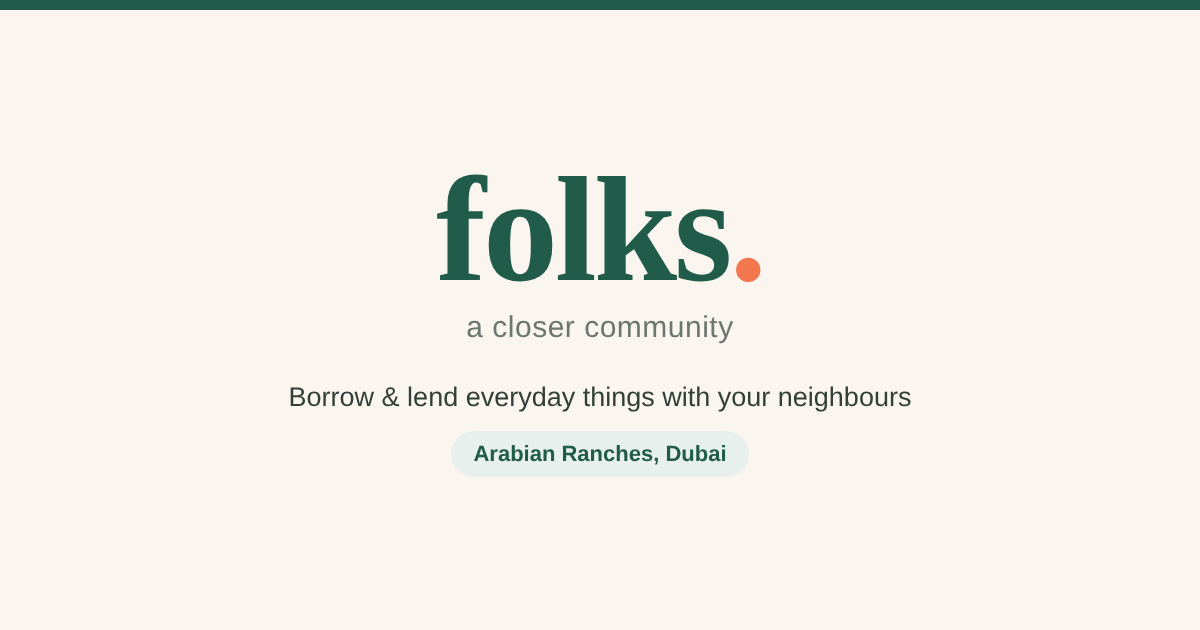 folks.
a closer community
Borrow & lend everyday things with your neighbours
Arabian Ranches, Dubai